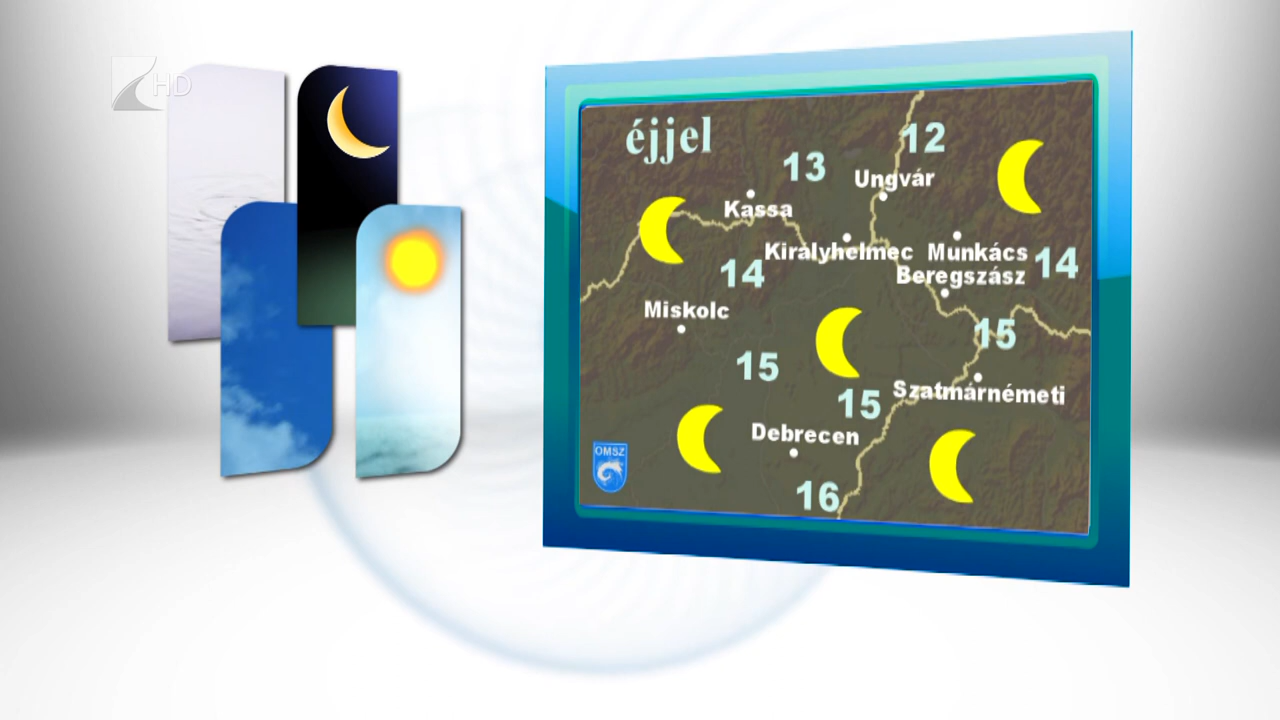 HD
éjjel
12
13
Ungvár
Kassa
Királyhelmec
Munkács
14
14
Beregszász
Miskolc
15
15
Szatmárnémeti
15
Debrecen
OMSZ
16